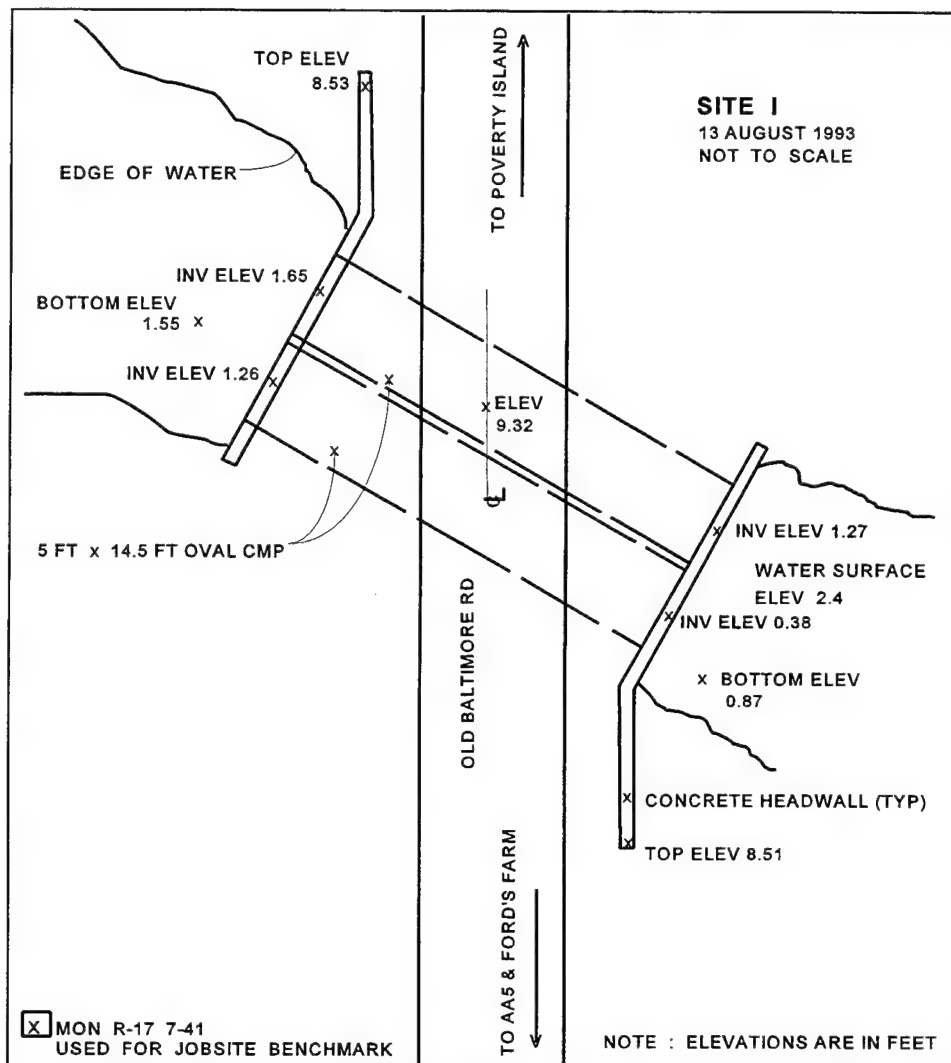 TOP ELEV
8.53
TO POVERTY ISLAND
SITE I
13 AUGUST 1993
NOT TO SCALE
EDGE OF WATER
INV ELEV 1.65
BOTTOM ELEV
1.55 x
INV ELEV 1.26
ELEV
9.32
5 FT x 14.5 FT OVAL CMP
INV ELEV 1.27
WATER SURFACE
ELEV 2.4
INV ELEV 0.38
x BOTTOM ELEV
0.87
OLD BALTIMORE RD
CONCRETE HEADWALL (TYP)
TOP ELEV 8.51
TO AA5 & FORD'S FARM
x MON R-17 7-41
USED FOR JOBSITE BENCHMARK
NOTE : ELEVATIONS ARE IN FEET